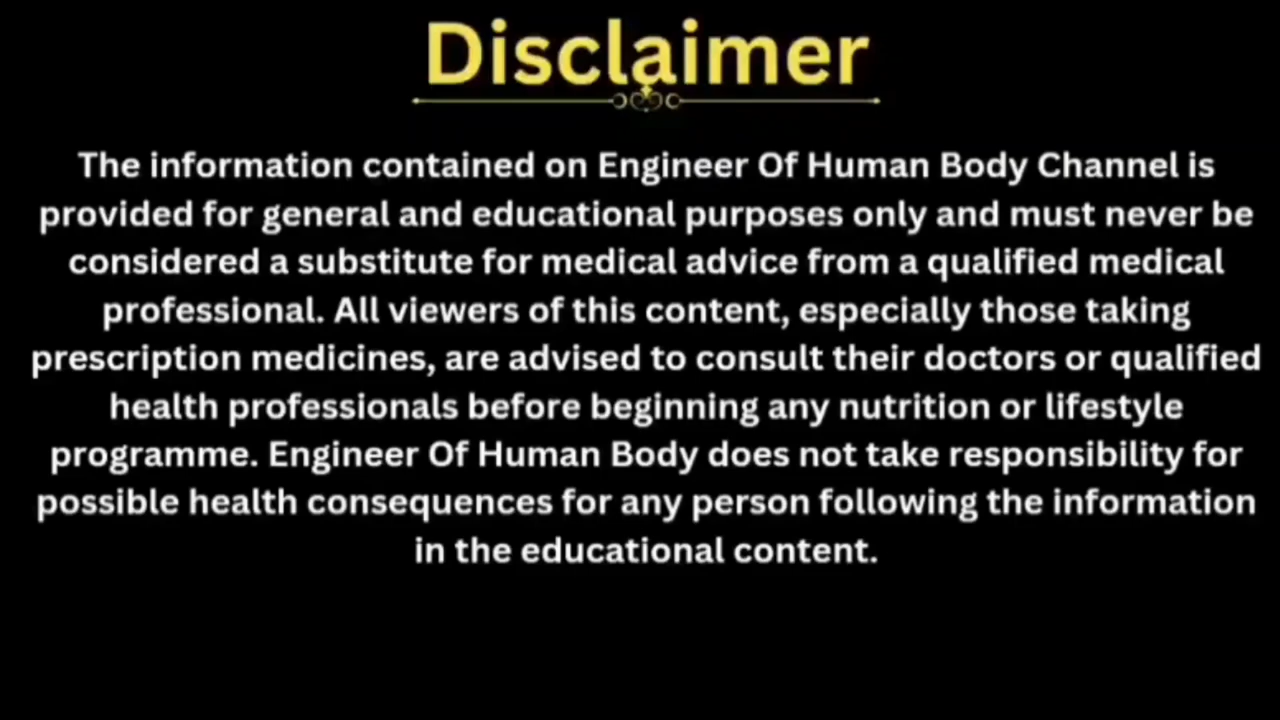 Disclaimer
The information contained on Engineer Of Human Body Channel is
provided for general and educational purposes only and must never be
considered a substitute for medical advice from a qualified medical
professional. All viewers of this content, especially those taking
prescription medicines, are advised to consult their doctors or qualified
health professionals before beginning any nutrition or lifestyle
programme. Engineer Of Human Body does not take responsibility for
possible health consequences for any person following the information
in the educational content.